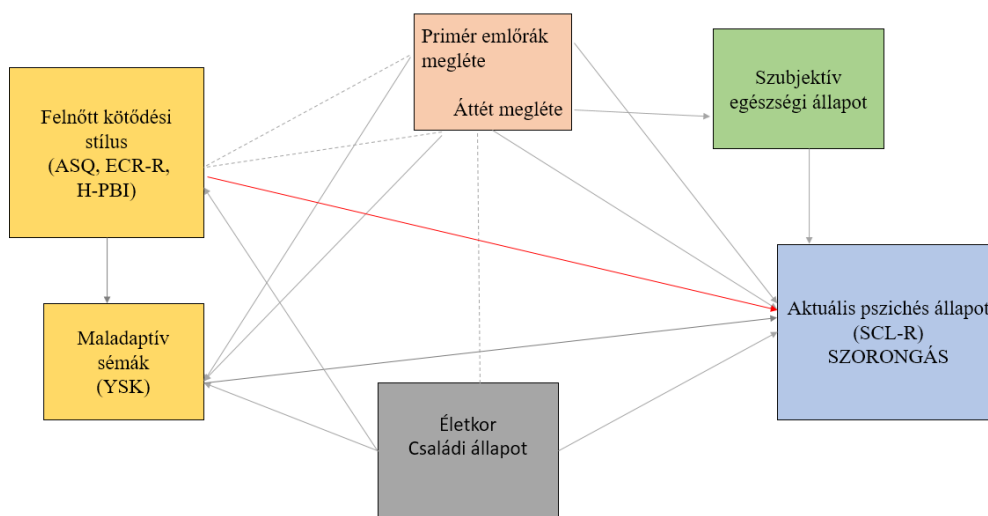 Primér emlőrák
megléte
Áttét megléte
Szubjektív
egészségi állapot
Felnőtt kötődési
stílus
(ASQ, ECR-R,
H-PBI)
Maladaptív
sémák
(YSK)
Életkor
Családi állapot
Aktuális pszichés állapot
(SCL-R)
SZORONGÁS